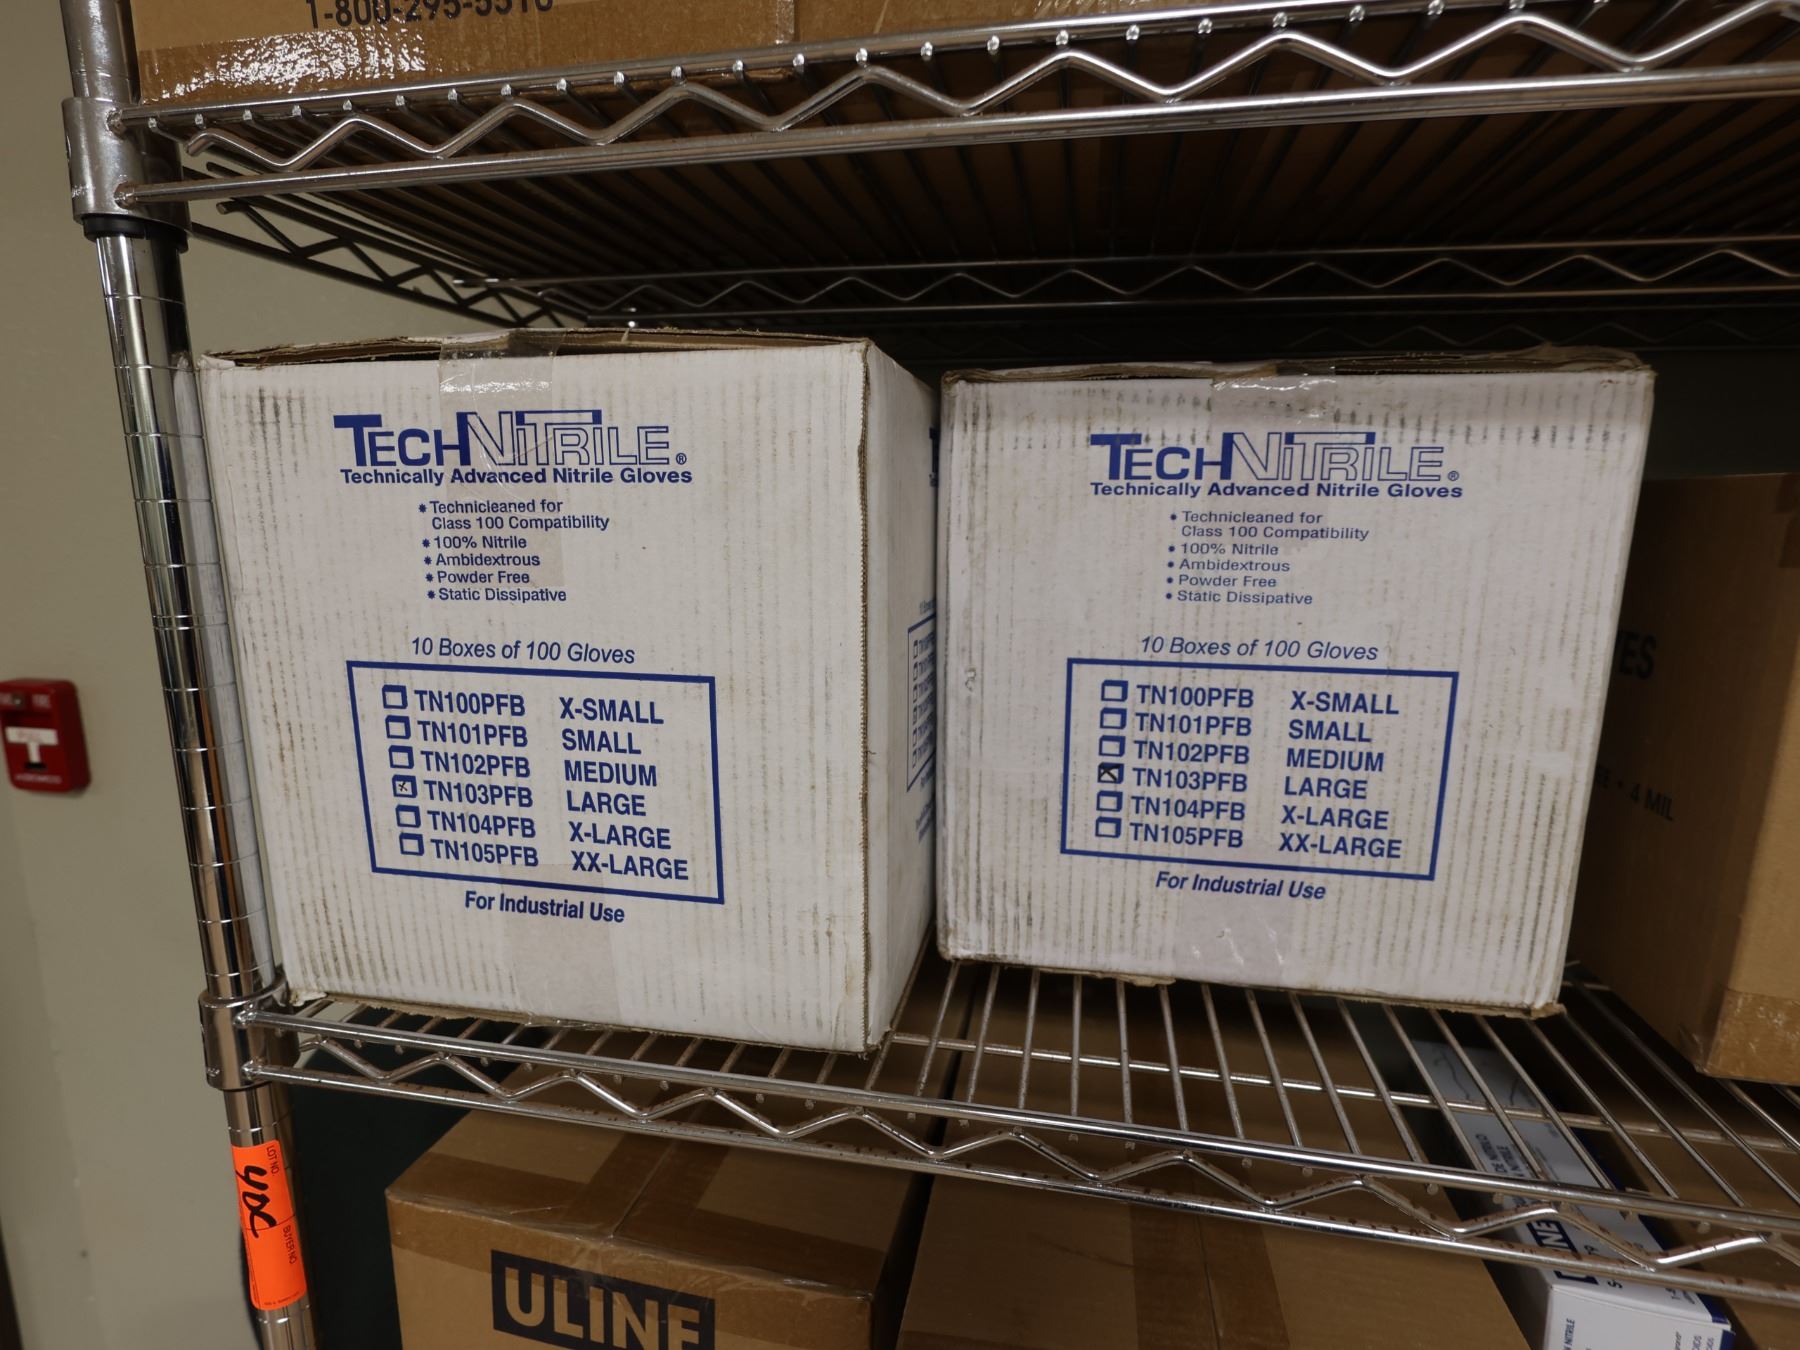 1-800-295-5510
TECHNITRILE®
Technically Advanced Nitrile Gloves
* Technicleaned for
Class 100 Compatibility
* 100% Nitrile
* Ambidextrous
* Powder Free
* Static Dissipative
10 Boxes of 100 Gloves
TN100PFB X-SMALL
TN101PFB SMALL
TN102PFB MEDIUM
TN103PFB LARGE
TN104PFB X-LARGE
TN105PFB XX-LARGE
For Industrial Use
TECHNITRILE®
Technically Advanced Nitrile Gloves
* Technicleaned for
Class 100 Compatibility
* 100% Nitrile
* Ambidextrous
* Powder Free
* Static Dissipative
10 Boxes of 100 Gloves
TN100PFB X-SMALL
TN101PFB SMALL
TN102PFB MEDIUM
TN103PFB LARGE
TN104PFB X-LARGE
TN105PFB XX-LARGE
For Industrial Use
4 MIL
PULL
LOT NO
BUYER NO.
ULINE